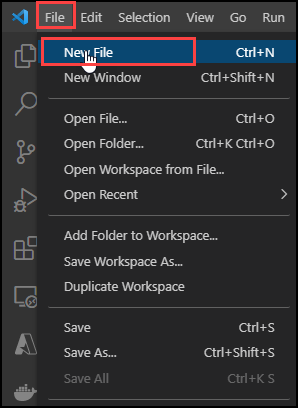 File Edit Selection View Go Run
New File Ctrl+N
New Window Ctrl+Shift+N
Open File... Ctrl+O
Open Folder... Ctrl+K Ctrl+O
Open Workspace from File...
Open Recent
Add Folder to Workspace...
Save Workspace As...
Duplicate Workspace
Save Ctrl+S
Save As... Ctrl+Shift+S
Save All Ctrl+K S